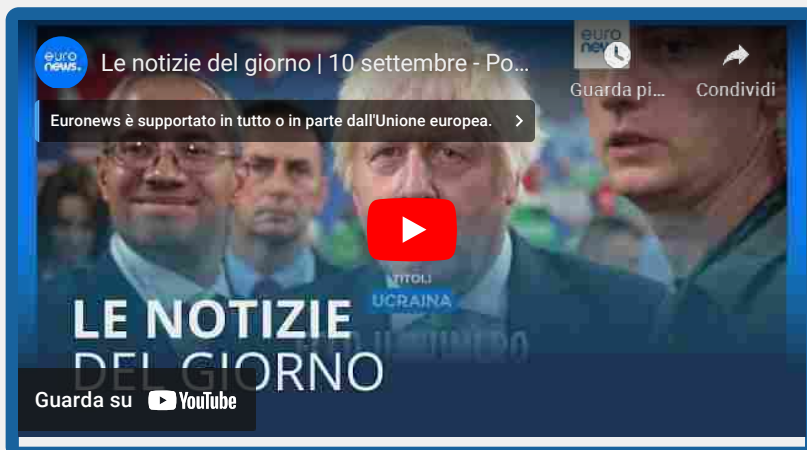 euro
news.
Le notizie del giorno | 10 settembre - Po...
euro
Guarda pi...
Condividi
Euronews è supportato in tutto o in parte dall'Unione europea.
TITOLI
UCRAINA
LE NOTIZIE
DEL GIORNO
Guarda su YouTube